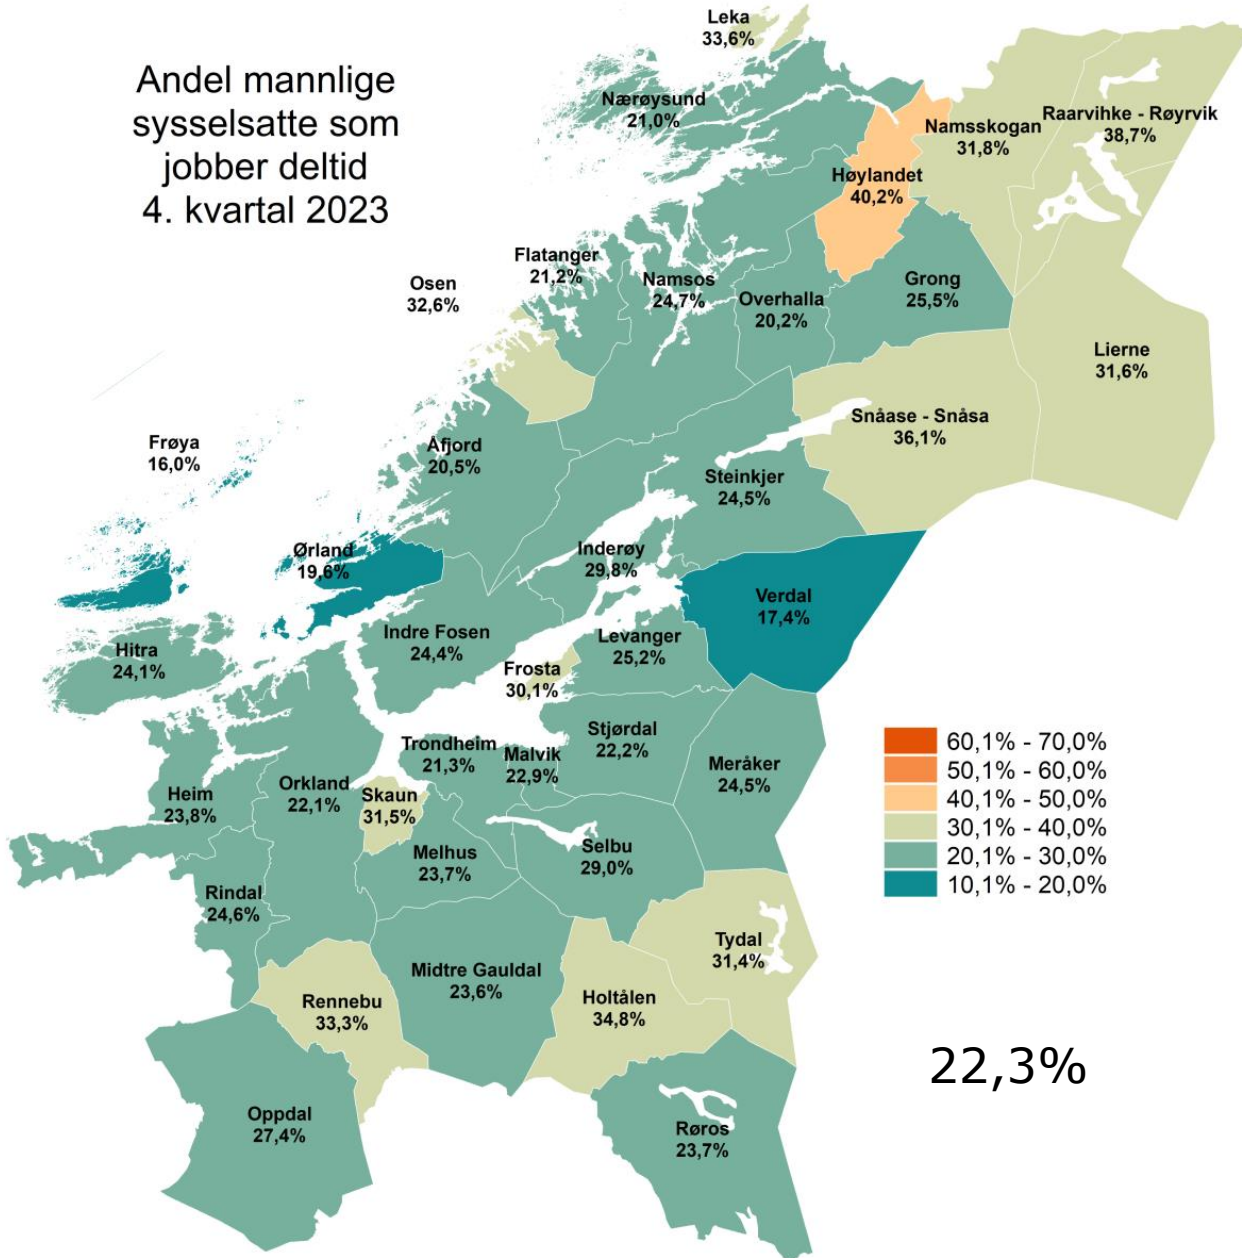 Andel mannlige
sysselsatte som
jobber deltid
4. kvartal 2023
Leka
33,6%
Nærøysund
21,0%
Namsskogan
31,8%
Raarvihke - Røyrvik
38,7%
Høylandet
40,2%
Flatanger
21,2%
Osen
32,6%
Namsos
24,7%
Overhalla
20,2%
Grong
25,5%
Lierne
31,6%
Snåase - Snåsa
36,1%
Frøya
16,0%
Åfjord
20,5%
Steinkjer
24,5%
Ørland
19,6%
Inderøy
29,8%
Verdal
17,4%
Hitra
24,1%
Indre Fosen
24,4%
Levanger
25,2%
Frosta
30,1%
Stjørdal
22,2%
Trondheim
21,3%
Malvik
22,9%
Meråker
24,5%
Heim
23,8%
Orkland
22,1%
Skaun
31,5%
Melhus
23,7%
Selbu
29,0%
Rindal
24,6%
Tydal
31,4%
Midtre Gauldal
23,6%
Rennebu
33,3%
Holtålen
34,8%
Oppdal
27,4%
Røros
23,7%
60,1% - 70,0%
50,1% - 60,0%
40,1% - 50,0%
30,1% - 40,0%
20,1% - 30,0%
10,1% - 20,0%
22,3%